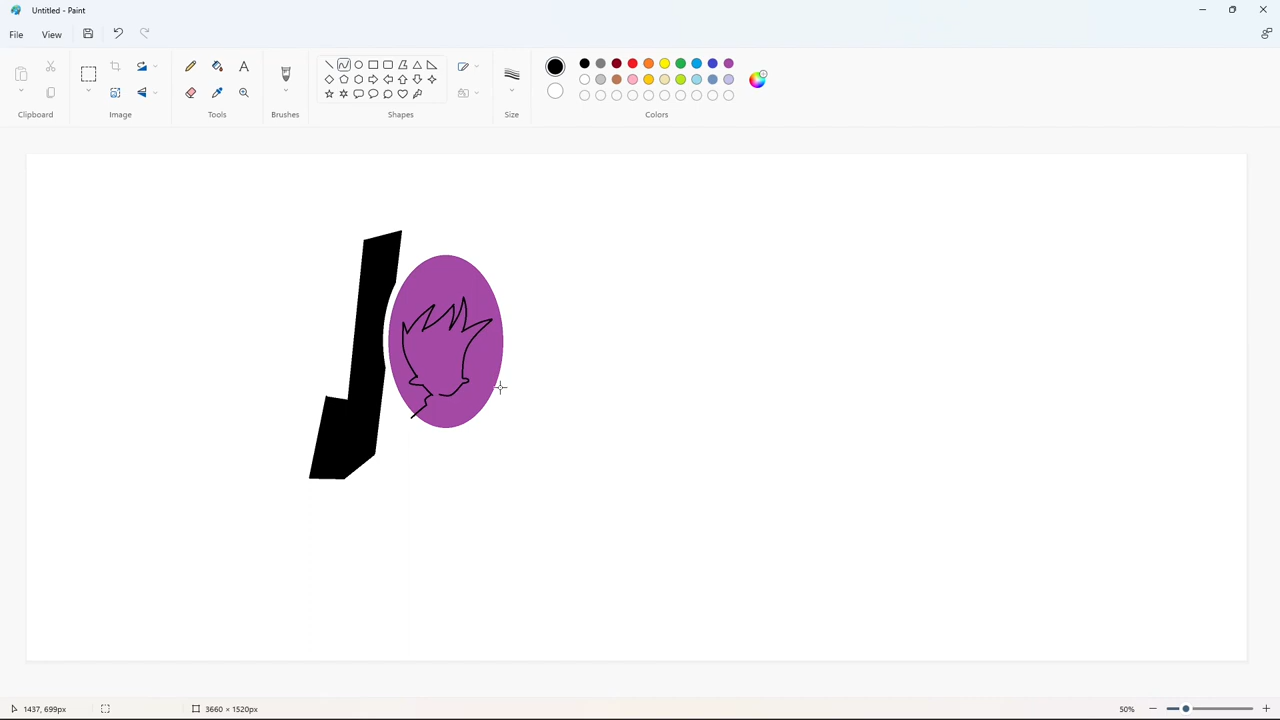 Untitled - Paint
File View
Clipboard Image Tools Brushes Shapes Size Colors
1437, 699px 3660 × 1520px 50%